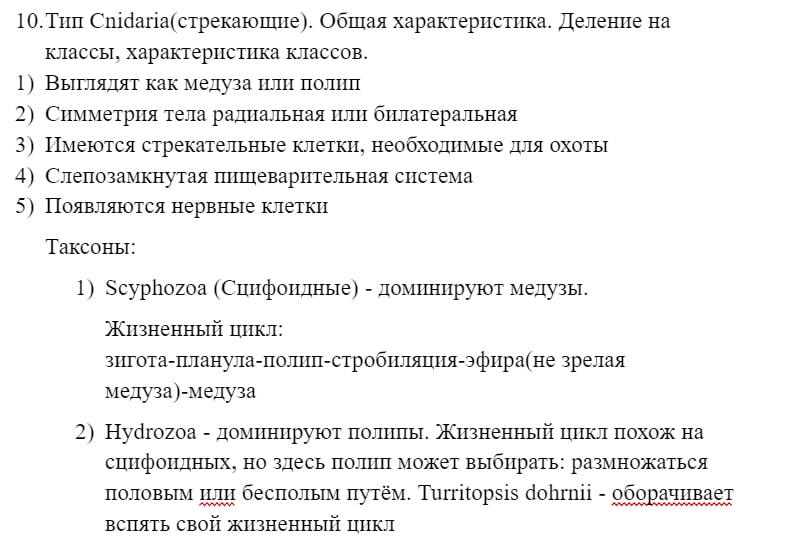 10.Тип Cnidaria(стрекающие). Общая характеристика. Деление на
классы, характеристика классов.
1) Выглядят как медуза или полип
2) Симметрия тела радиальная или билатеральная
3) Имеются стрекательные клетки, необходимые для охоты
4) Слепозамкнутая пищеварительная система
5) Появляются нервные клетки
Таксоны:
1) Scyphozoa (Сцифоидные) - доминируют медузы.
Жизненный цикл:
зигота-планула-полип-стробиляция-эфира(не зрелая
медуза)-медуза
2) Hydrozoa - доминируют полипы. Жизненный цикл похож на
сцифоидных, но здесь полип может выбирать: размножаться
половым или бесполым путём. Turritopsis dohrnii - оборачивает
вспять свой жизненный цикл